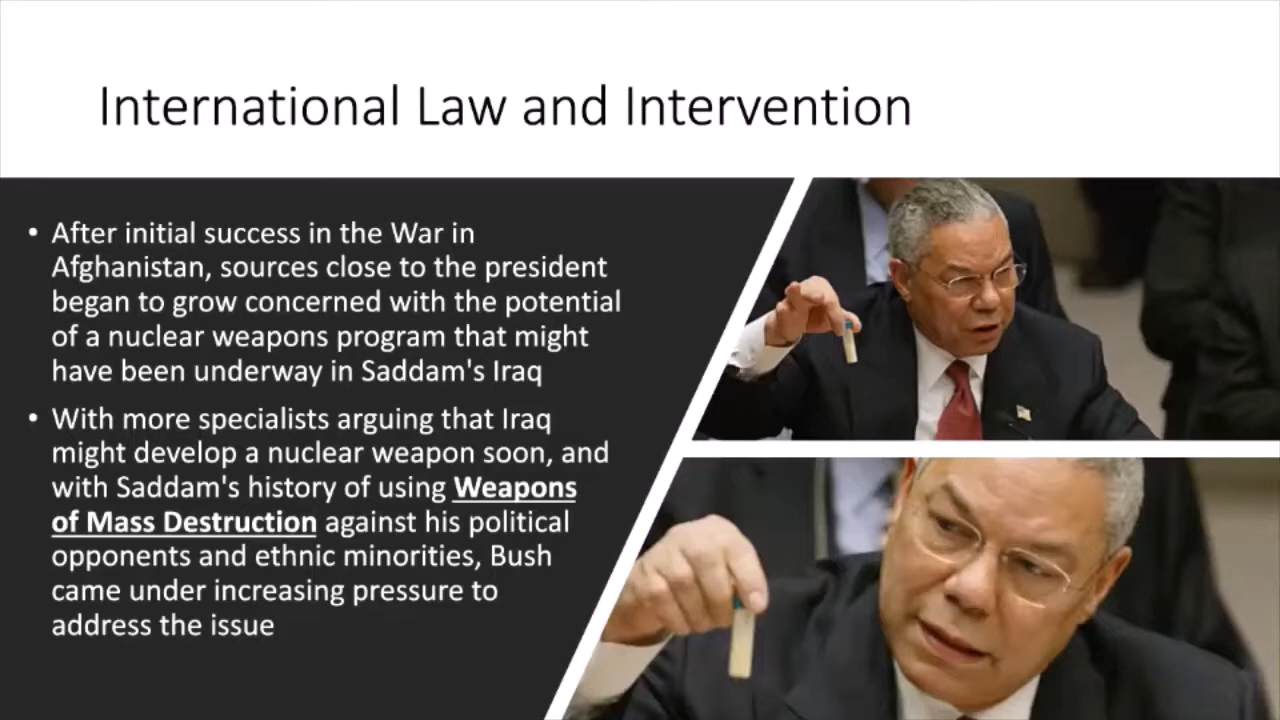 International Law and Intervention
• After initial success in the War in
Afghanistan, sources close to the president
began to grow concerned with the potential
of a nuclear weapons program that might
have been underway in Saddam's Iraq
• With more specialists arguing that Iraq
might develop a nuclear weapon soon, and
with Saddam's history of using Weapons
of Mass Destruction against his political
opponents and ethnic minorities, Bush
came under increasing pressure to
address the issue